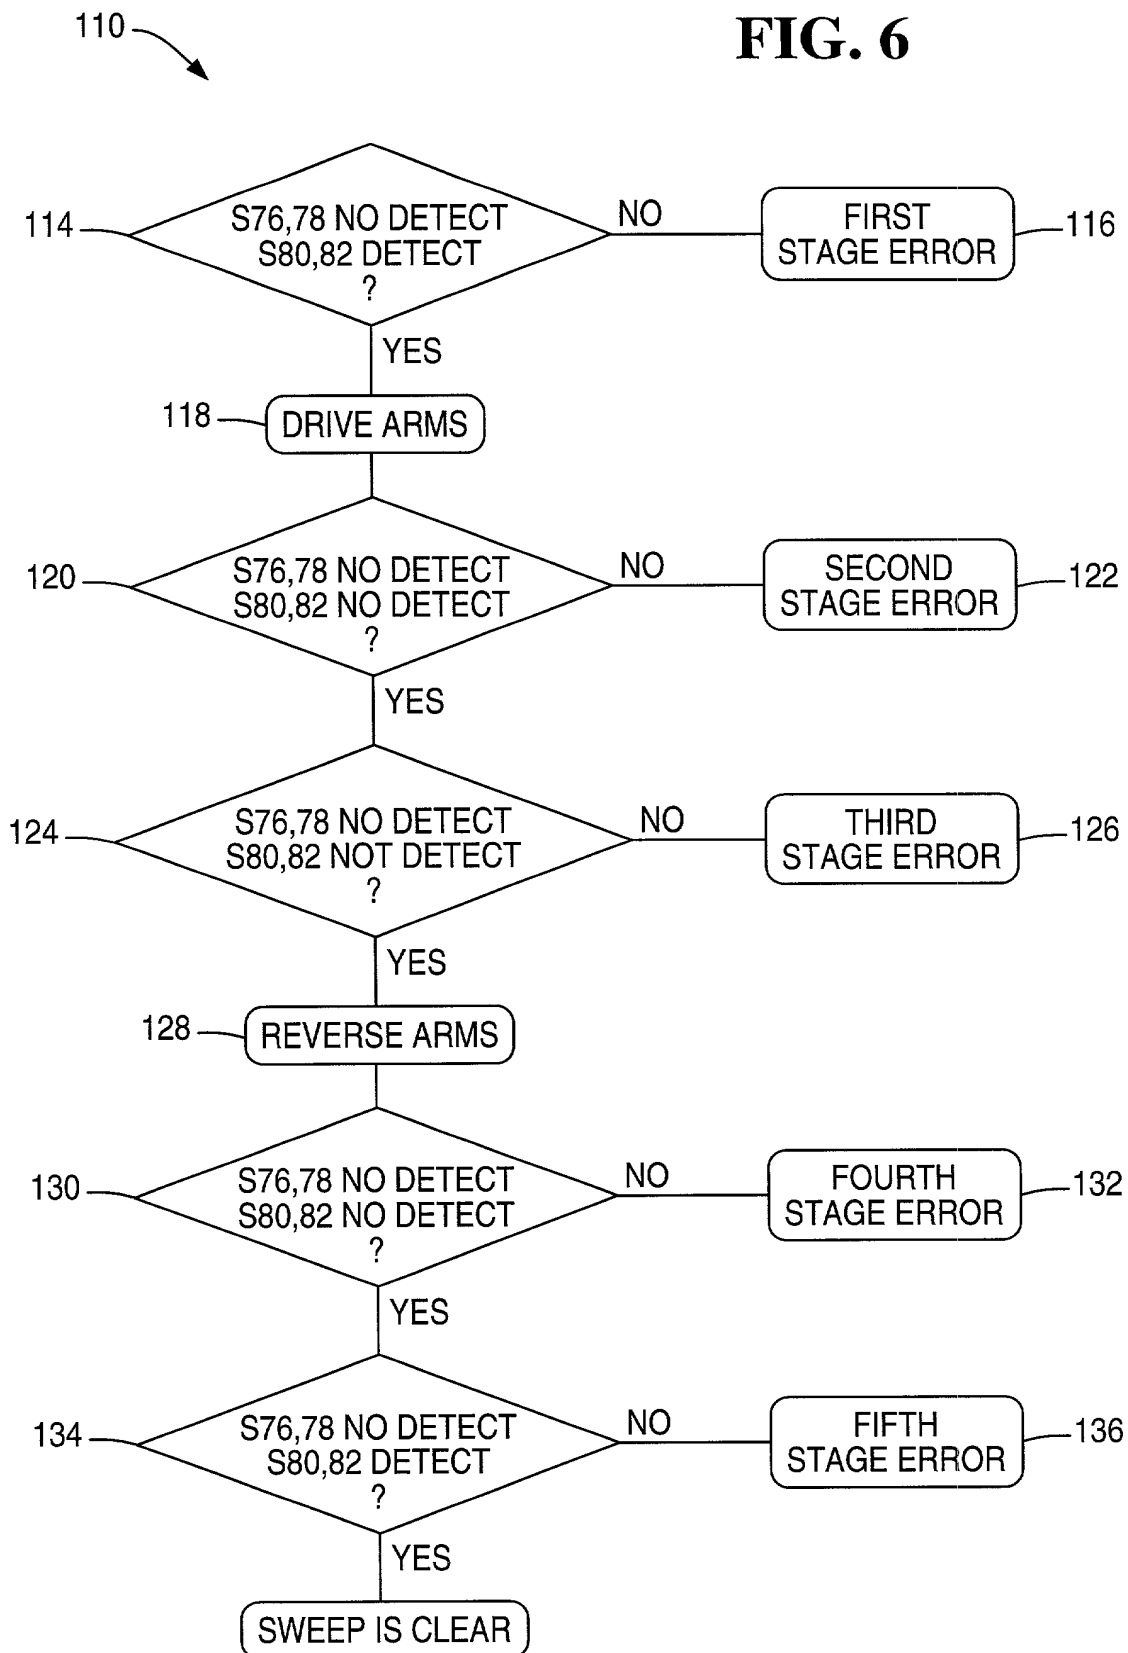 110
FIG. 6
114
S76,78 NO DETECT
S80,82 DETECT
?
NO
FIRST
STAGE ERROR
116
YES
118
DRIVE ARMS
120
S76,78 NO DETECT
S80,82 NO DETECT
?
NO
SECOND
STAGE ERROR
122
YES
124
S76,78 NO DETECT
S80,82 NOT DETECT
?
NO
THIRD
STAGE ERROR
126
YES
128
REVERSE ARMS
130
S76,78 NO DETECT
S80,82 NO DETECT
?
NO
FOURTH
STAGE ERROR
132
YES
134
S76,78 NO DETECT
S80,82 DETECT
?
NO
FIFTH
STAGE ERROR
136
YES
SWEEP IS CLEAR